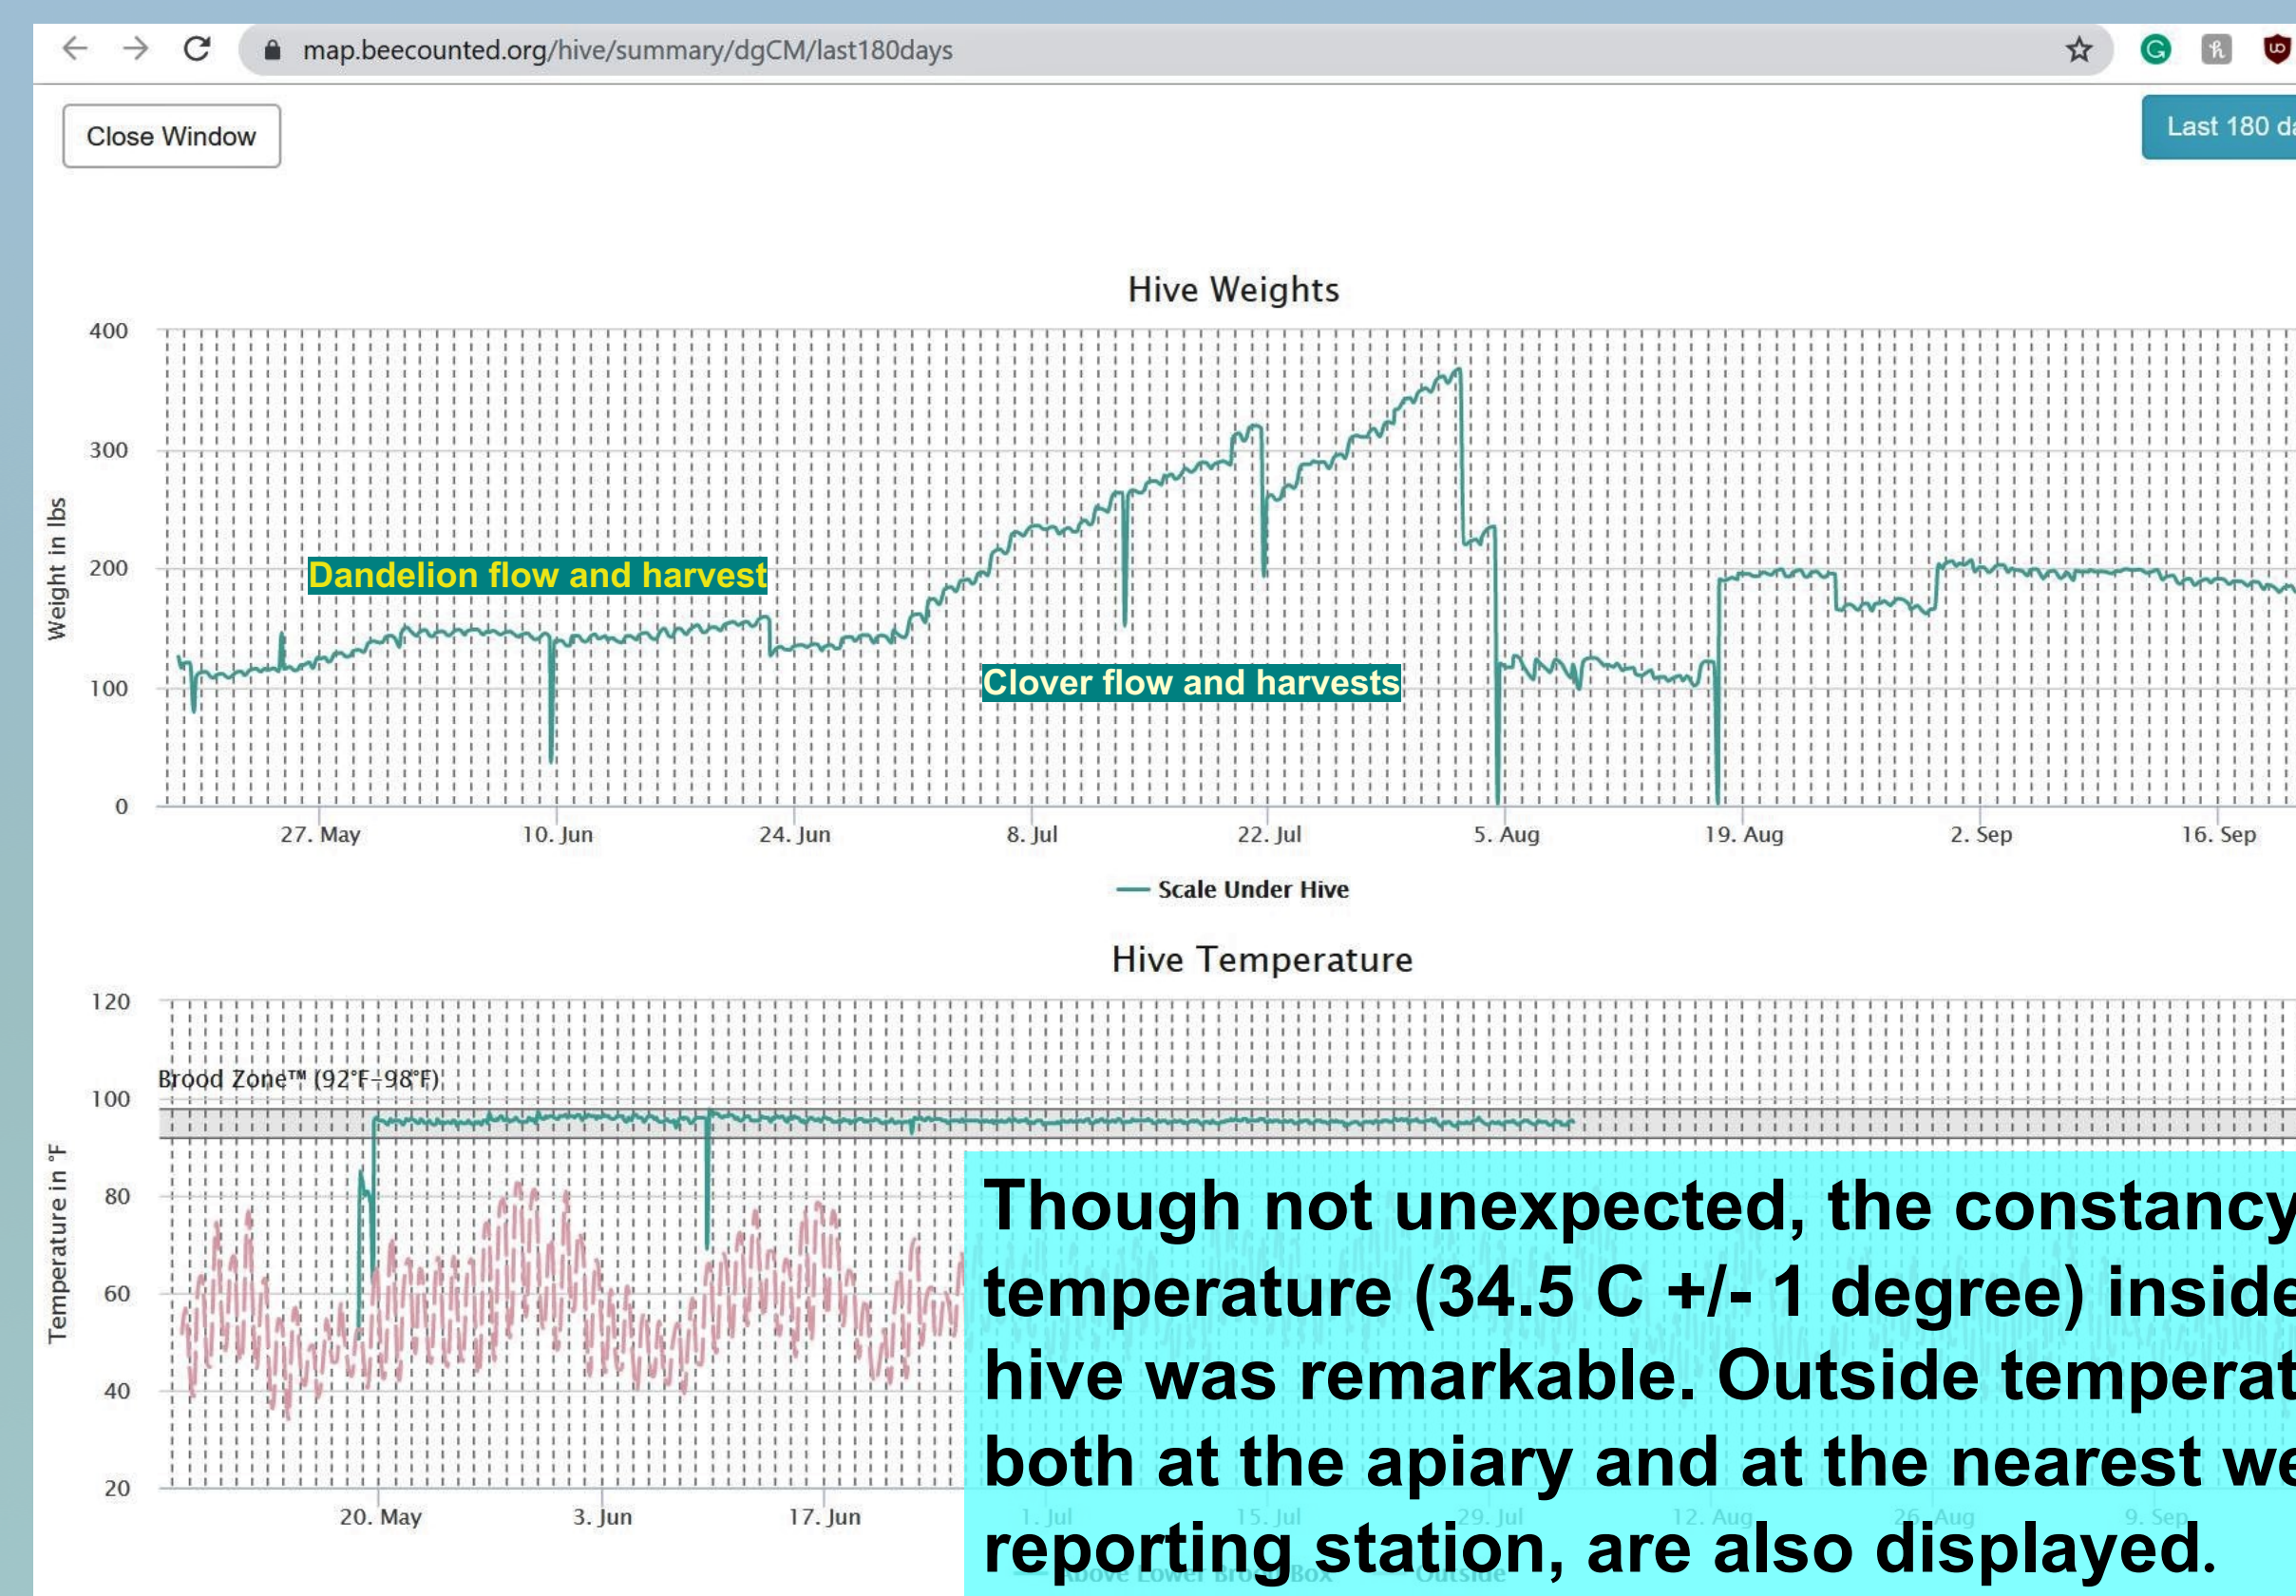 map.beecounted.org/hive/summary/dgCM/last180days
Close Window
Last 180
Hive Weights
400
300
200
100
0
Weight in lbs
Dandelion flow and harvest
Clover flow and harvests
27. May 10. Jun 24. Jun 8. Jul 22. Jul 5. Aug 19. Aug 2. Sep 16. Sep
Scale Under Hive
Hive Temperature
120
100
80
60
40
20
Temperature in °F
Brood Zone™ (92°F-98°F)
Though not unexpected, the constancy
temperature (34.5 C +/- 1 degree) inside
hive was remarkable. Outside
both at the apiary and at the nearest
reporting station, are also displayed.
20. May 3. Jun 17. Jun 1. Jul 15. Jul 29. Jul 12. Aug 26. Aug 9. Sep
Above Lower Brood Box Outside